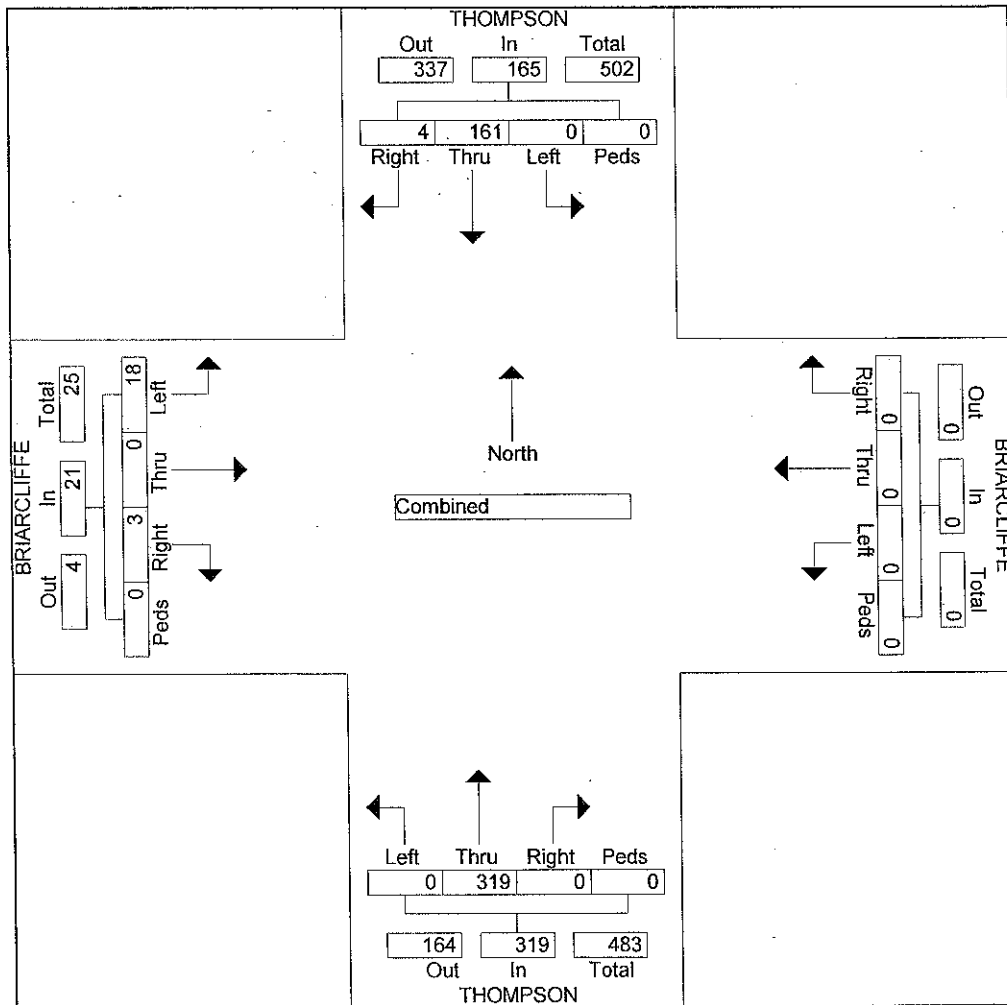 THOMPSON
Out In Total
337 165 502
4 161 0 0
Right Thru Left Peds
BRIARCLIFFE
Out In Total
4 21 25
18 0 3 0
Left Thru Right Peds
North
Combined
Right Thru Left Peds
0 0 0 0
Out In Total
0 0 0
BRIARCLIFFE
Left Thru Right Peds
0 319 0 0
164 319 483
Out In Total
THOMPSON